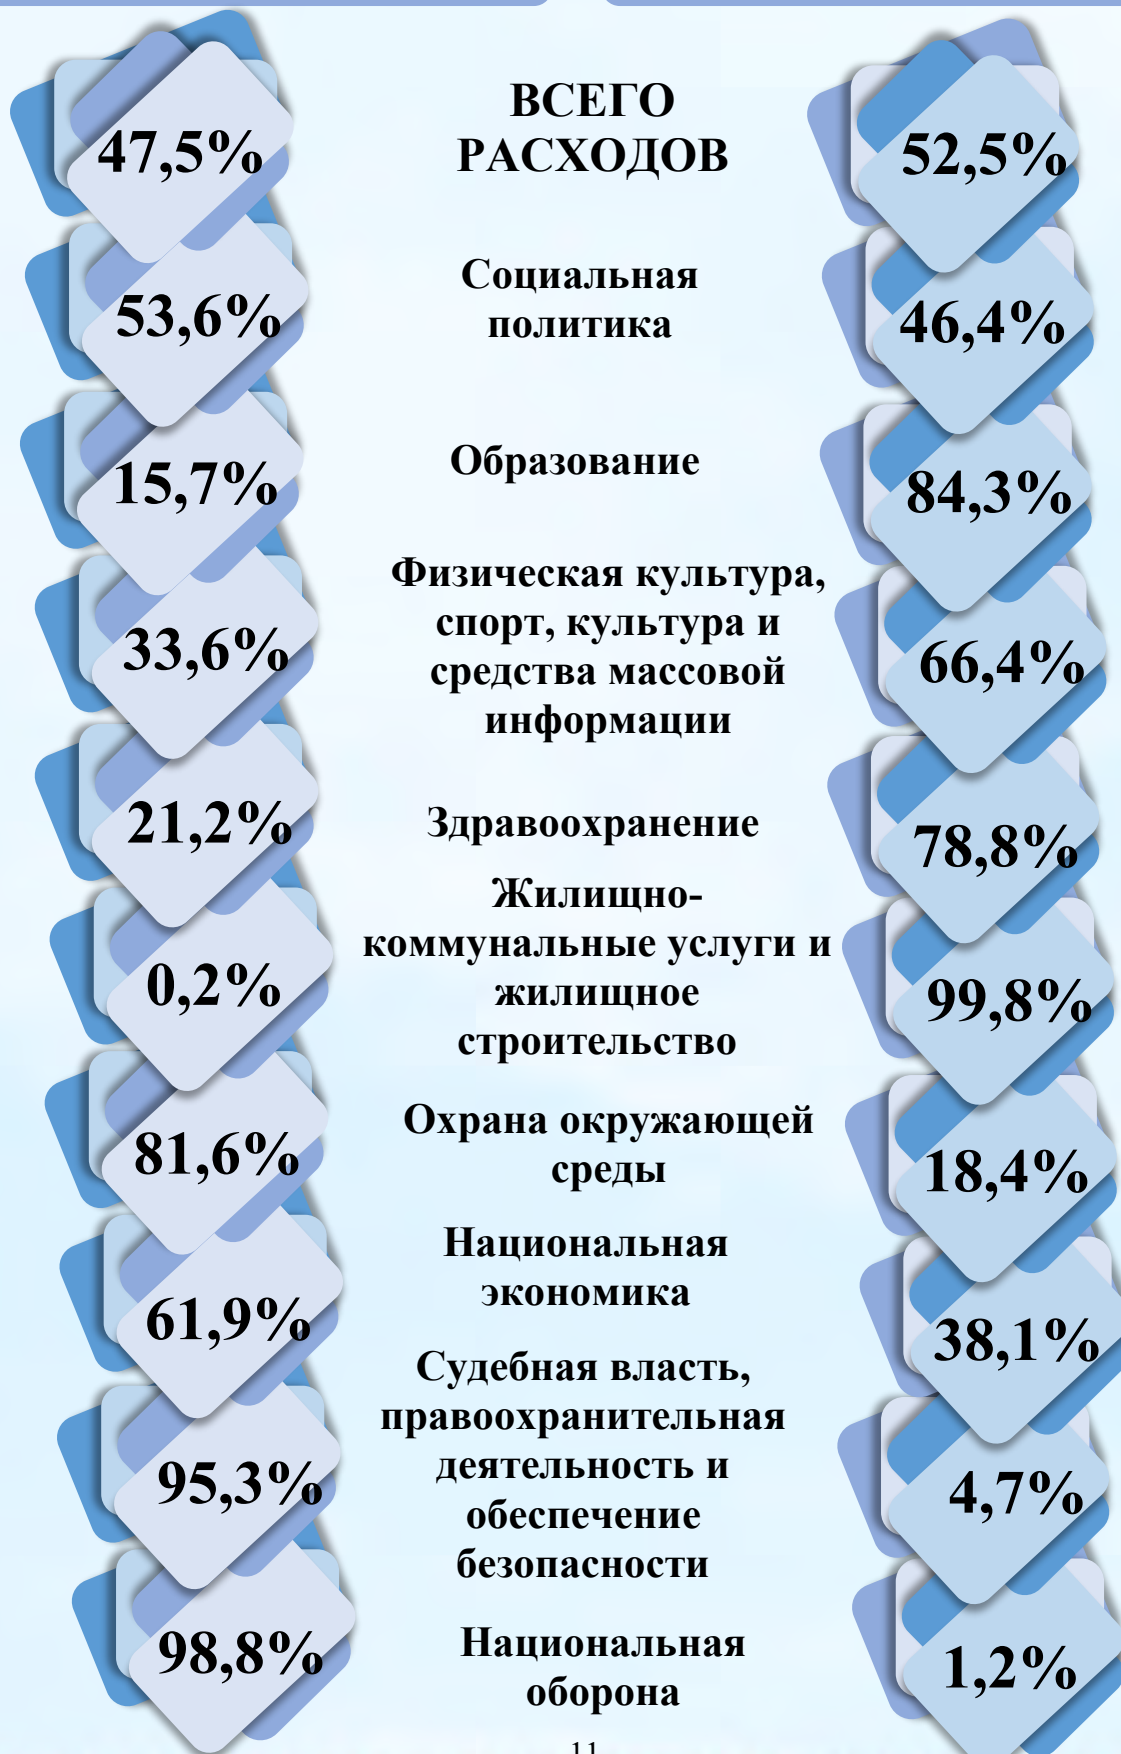 47,5%
ВСЕГО
РАСХОДОВ
52,5%
53,6%
Социальная
политика
46,4%
15,7%
Образование
84,3%
33,6%
Физическая культура,
спорт, культура и
средства массовой
информации
66,4%
21,2%
Здравоохранение
78,8%
0,2%
Жилищно-
коммунальные услуги и
жилищное
строительство
99,8%
81,6%
Охрана окружающей
среды
18,4%
61,9%
Национальная
экономика
38,1%
95,3%
Судебная власть,
правоохранительная
деятельность и
обеспечение
безопасности
4,7%
98,8%
Национальная
оборона
1,2%
11